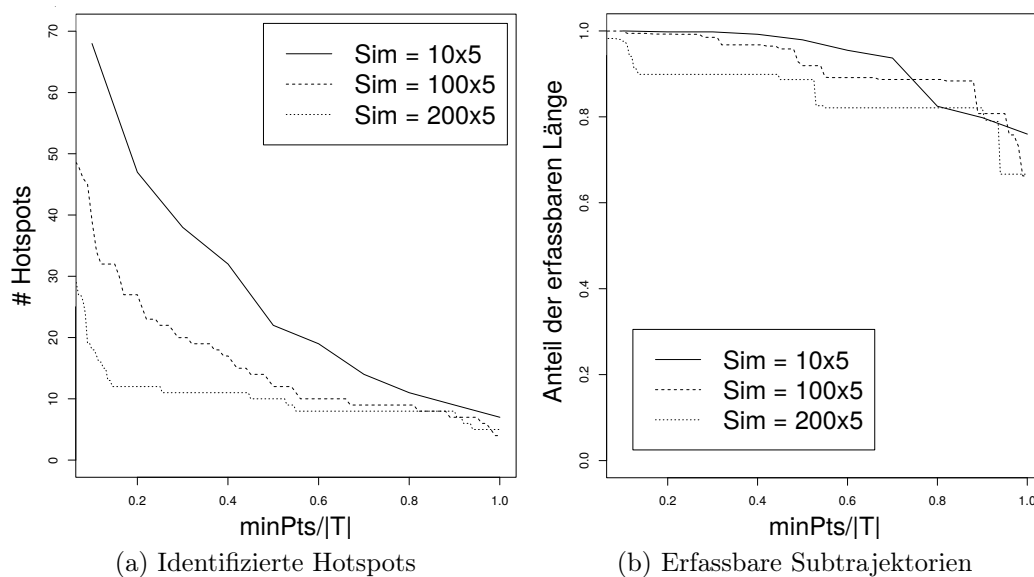 # Hotspots
70
60
50
40
30
20
10
0
Sim = 10x5
Sim = 100x5
Sim = 200x5
0.2 0.4 0.6 0.8 1.0
minPts/|T|
(a) Identifizierte Hotspots
Anteil der erfassbaren Länge
1.0
0.8
0.6
0.4
0.2
0.0
Sim = 10x5
Sim = 100x5
Sim = 200x5
0.2 0.4 0.6 0.8 1.0
minPts/|T|
(b) Erfassbare Subtrajektorien